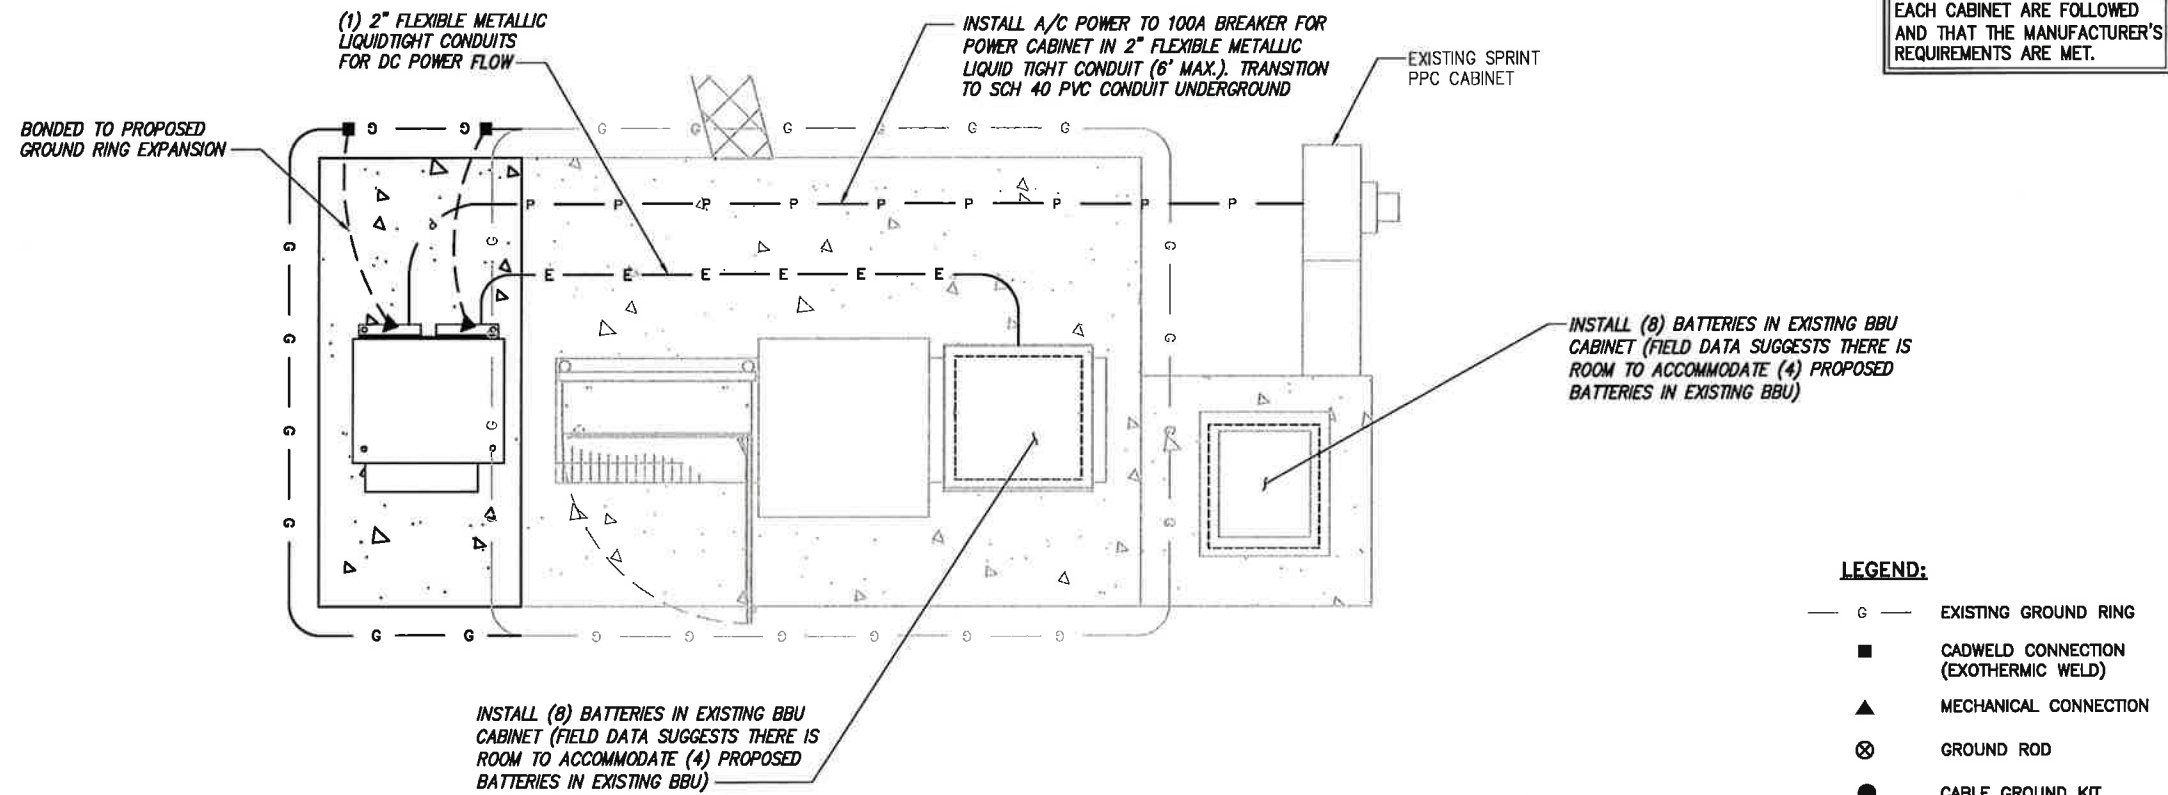 (1) 2" FLEXIBLE METALLIC
LIQUIDTIGHT CONDUITS
FOR DC POWER FLOW
INSTALL A/C POWER TO 100A BREAKER FOR
POWER CABINET IN 2" FLEXIBLE METALLIC
LIQUID TIGHT CONDUIT (6' MAX.). TRANSITION
TO SCH 40 PVC CONDUIT UNDERGROUND
EXISTING SPRINT
PPC CABINET
EACH CABINET ARE FOLLOWED
AND THAT THE MANUFACTURER'S
REQUIREMENTS ARE MET.
BONDED TO PROPOSED
GROUND RING EXPANSION
G G G G G G G G
P P P P P P P P P
G G G
E E E E E E
G G
INSTALL (8) BATTERIES IN EXISTING BBU
CABINET (FIELD DATA SUGGESTS THERE IS
ROOM TO ACCOMMODATE (4) PROPOSED
BATTERIES IN EXISTING BBU)
G G G
G G
G G G G G G G G
INSTALL (8) BATTERIES IN EXISTING BBU
CABINET (FIELD DATA SUGGESTS THERE IS
ROOM TO ACCOMMODATE (4) PROPOSED
BATTERIES IN EXISTING BBU)
LEGEND:
G EXISTING GROUND RING
CADWELD CONNECTION
(EXOTHERMIC WELD)
MECHANICAL CONNECTION
GROUND ROD
CABLE GROUND KIT